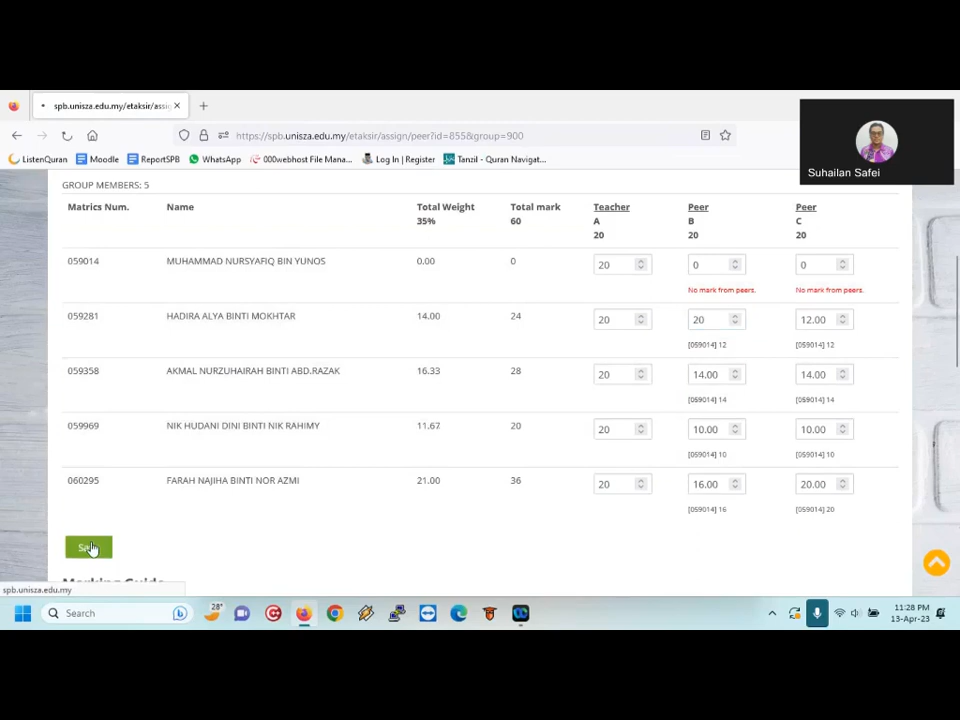 spb.unisza.edu.my/etaksir/assig
https://spb.unisza.edu.my/etaksir/assign/peer?id=855&group=900
ListenQuran Moodle ReportSPB WhatsApp 000webhost File Mana... Log In | Register Tanzil - Quran Navigat...
Suhailan Safei
GROUP MEMBERS: 5
Matrics Num. Name Total Weight Total mark Teacher Peer Peer
35% 60 A B C
20 20 20
059014 MUHAMMAD NURSYAFIQ BIN YUNOS 0.00 0 20 0 0
No mark from peers. No mark from peers.
059281 HADIRA ALYA BINTI MOKHTAR 14.00 24 20 20 12.00
[059014] 12 [059014] 12
059358 AKMAL NURZUHAIRAH BINTI ABD.RAZAK 16.33 28 20 14.00 14.00
[059014] 14 [059014] 14
059969 NIK HUDANI DINI BINTI NIK RAHIMY 11.67 20 20 10.00 10.00
[059014] 10 [059014] 10
060295 FARAH NAJIHA BINTI NOR AZMI 21.00 36 20 16.00 20.00
[059014] 16 [059014] 20
Marking Guide
spb.unisza.edu.my
Search 28° 11:28 PM
13-Apr-23